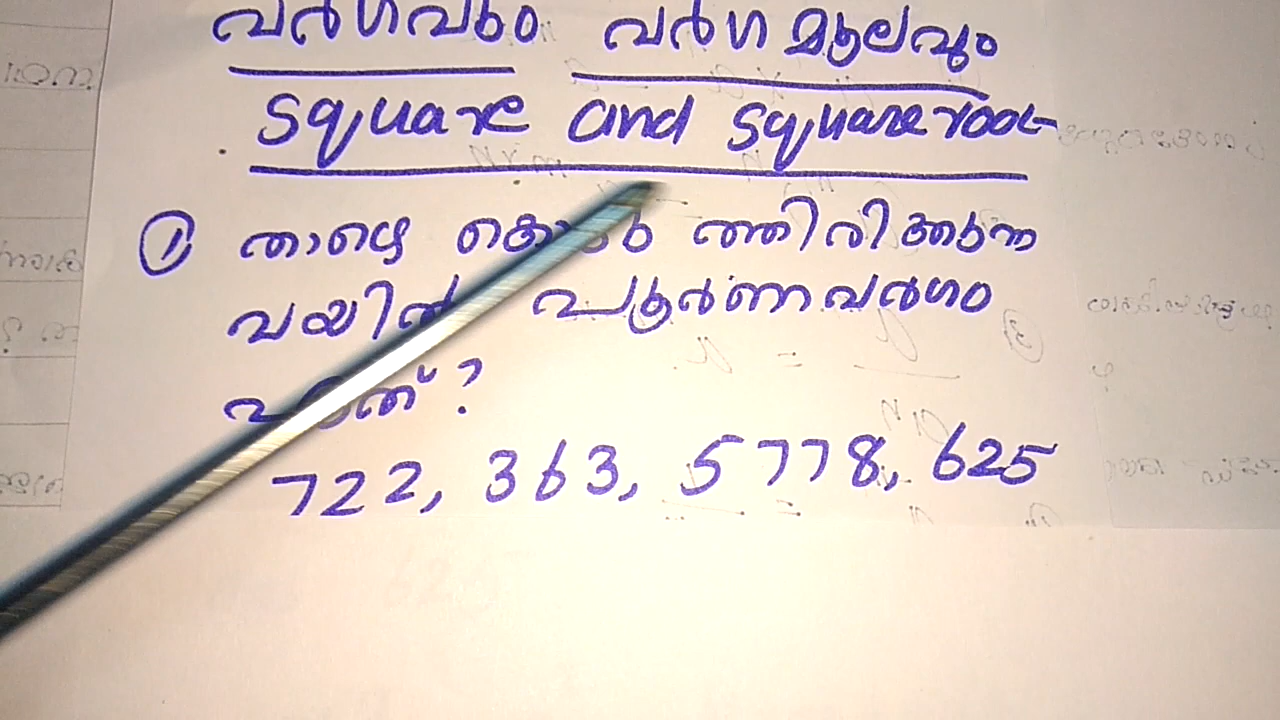 വർഗവും വർഗമൂലവും
Square and square root
① താഴെ കൊടുത്തിരിക്കുന്ന
വയിൽ പൂർണവർഗം
ഏത്?
722, 363, 5778, 625